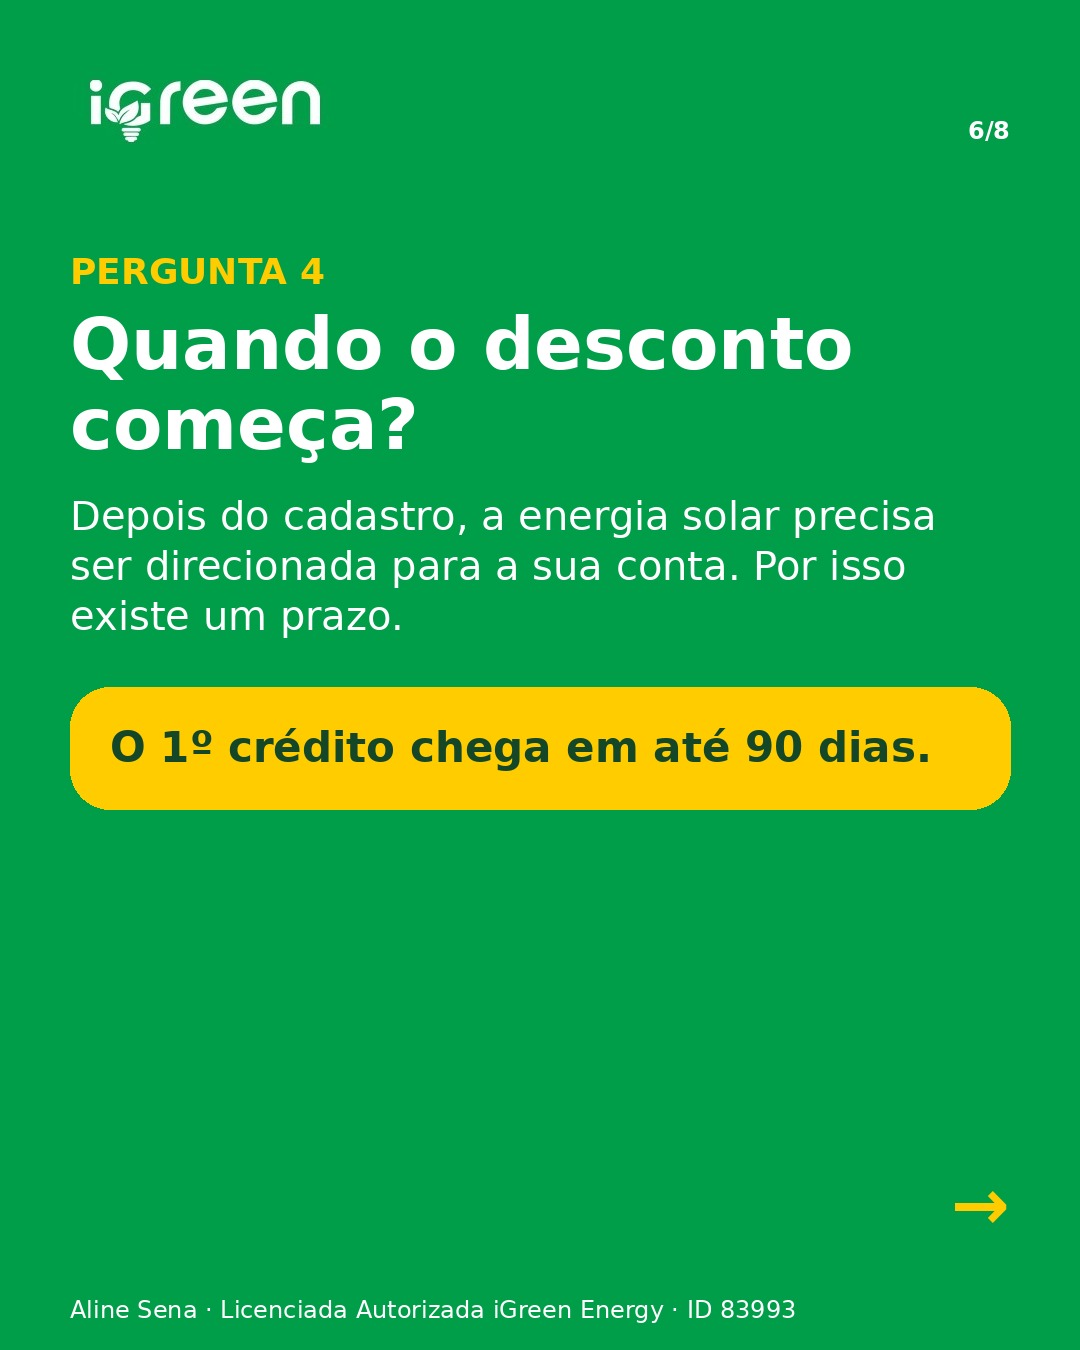 iGreen
6/8
PERGUNTA 4
Quando o desconto
começa?
Depois do cadastro, a energia solar precisa
ser direcionada para a sua conta. Por isso
existe um prazo.
O 1º crédito chega em até 90 dias.
→
Aline Sena · Licenciada Autorizada iGreen Energy · ID 83993